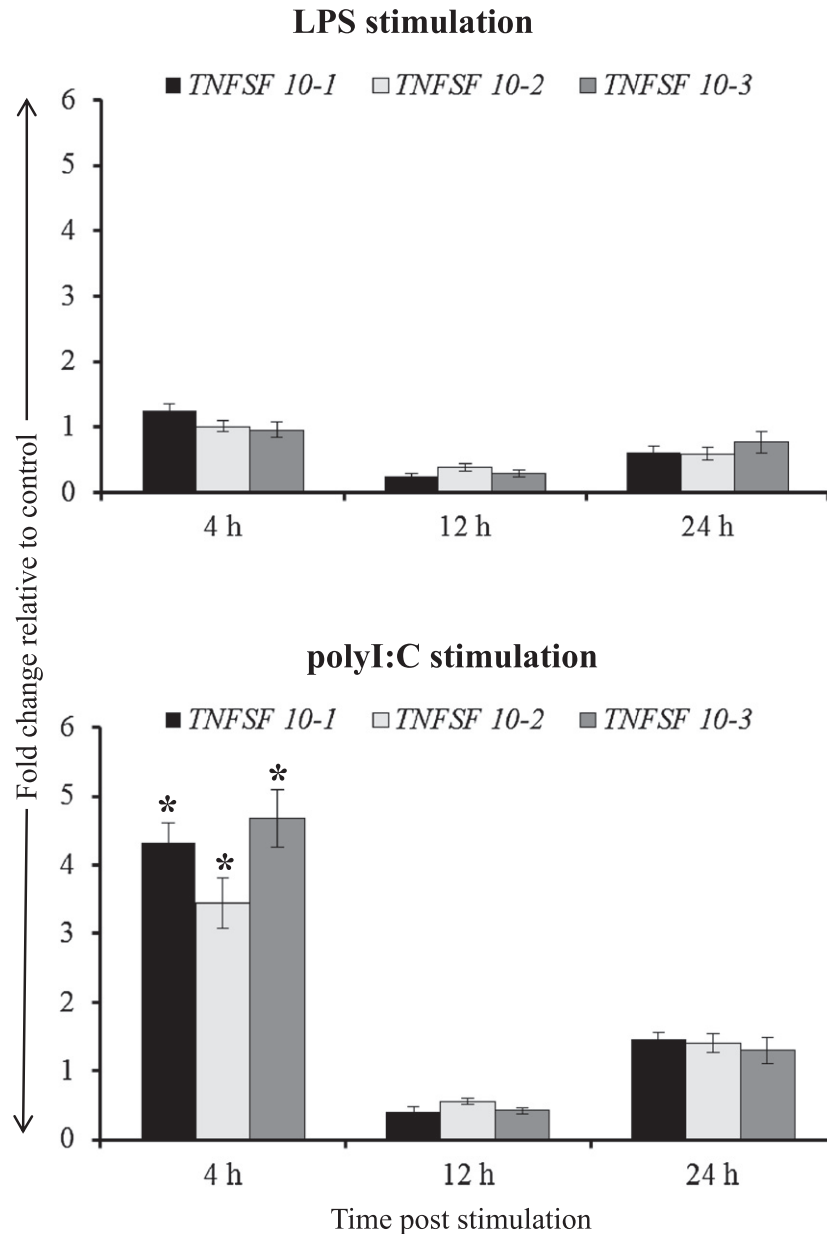 LPS stimulation
TNFSF 10-1 TNFSF 10-2 TNFSF 10-3
6
5
4
3
2
1
0
4 h 12 h 24 h
Fold change relative to control
polyI:C stimulation
TNFSF 10-1 TNFSF 10-2 TNFSF 10-3
6
5
4
3
2
1
0
* * *
4 h 12 h 24 h
Time post stimulation